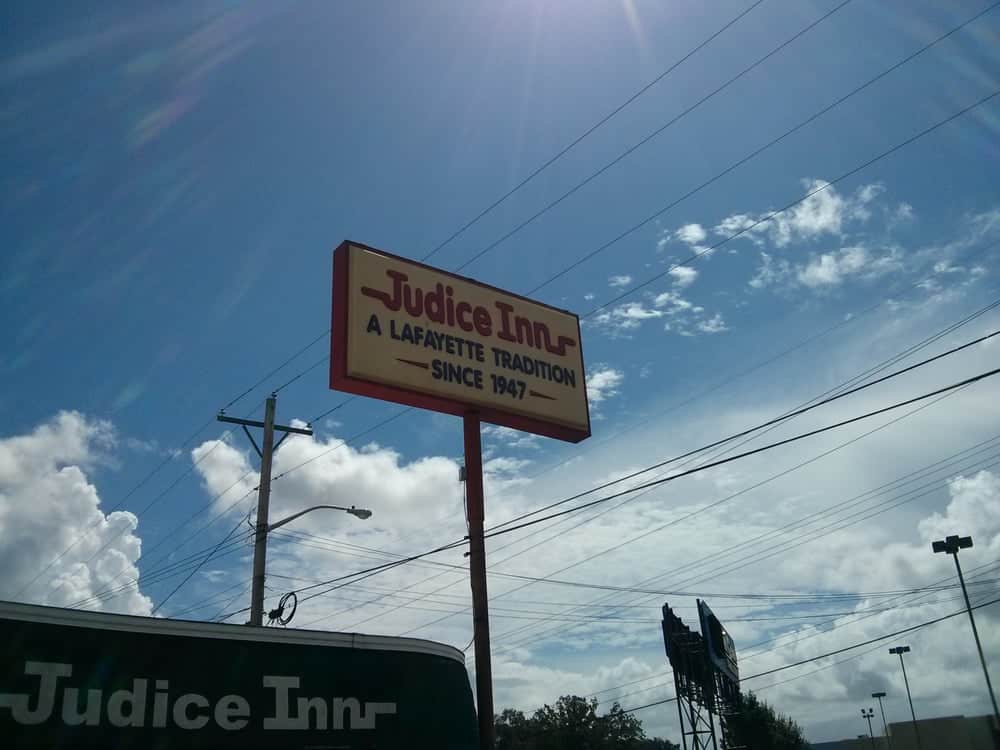 Judice Inn
A LAFAYETTE TRADITION
SINCE 1947
Judice Inn